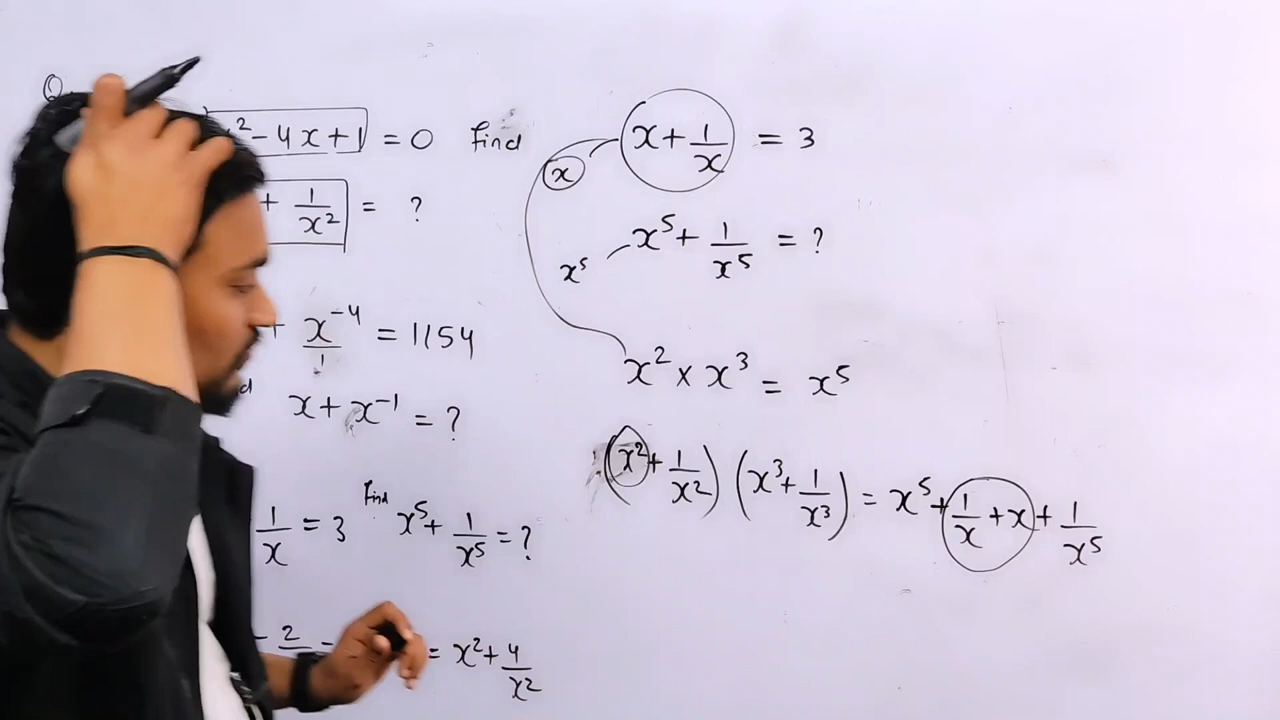 Q
x² - 4x + 1 = 0 Find
+ 1/x² = ?
+ x⁻⁴/1 = 1154
x + x⁻¹ = ?
1/x = 3 Find x⁵ + 1/x⁵ = ?
- 2 = x² + 4/x²
x + 1/x = 3
x
x⁵ + 1/x⁵ = ?
x⁵
x² × x³ = x⁵
(x² + 1/x²) (x³ + 1/x³) = x⁵ + 1/x + x + 1/x⁵